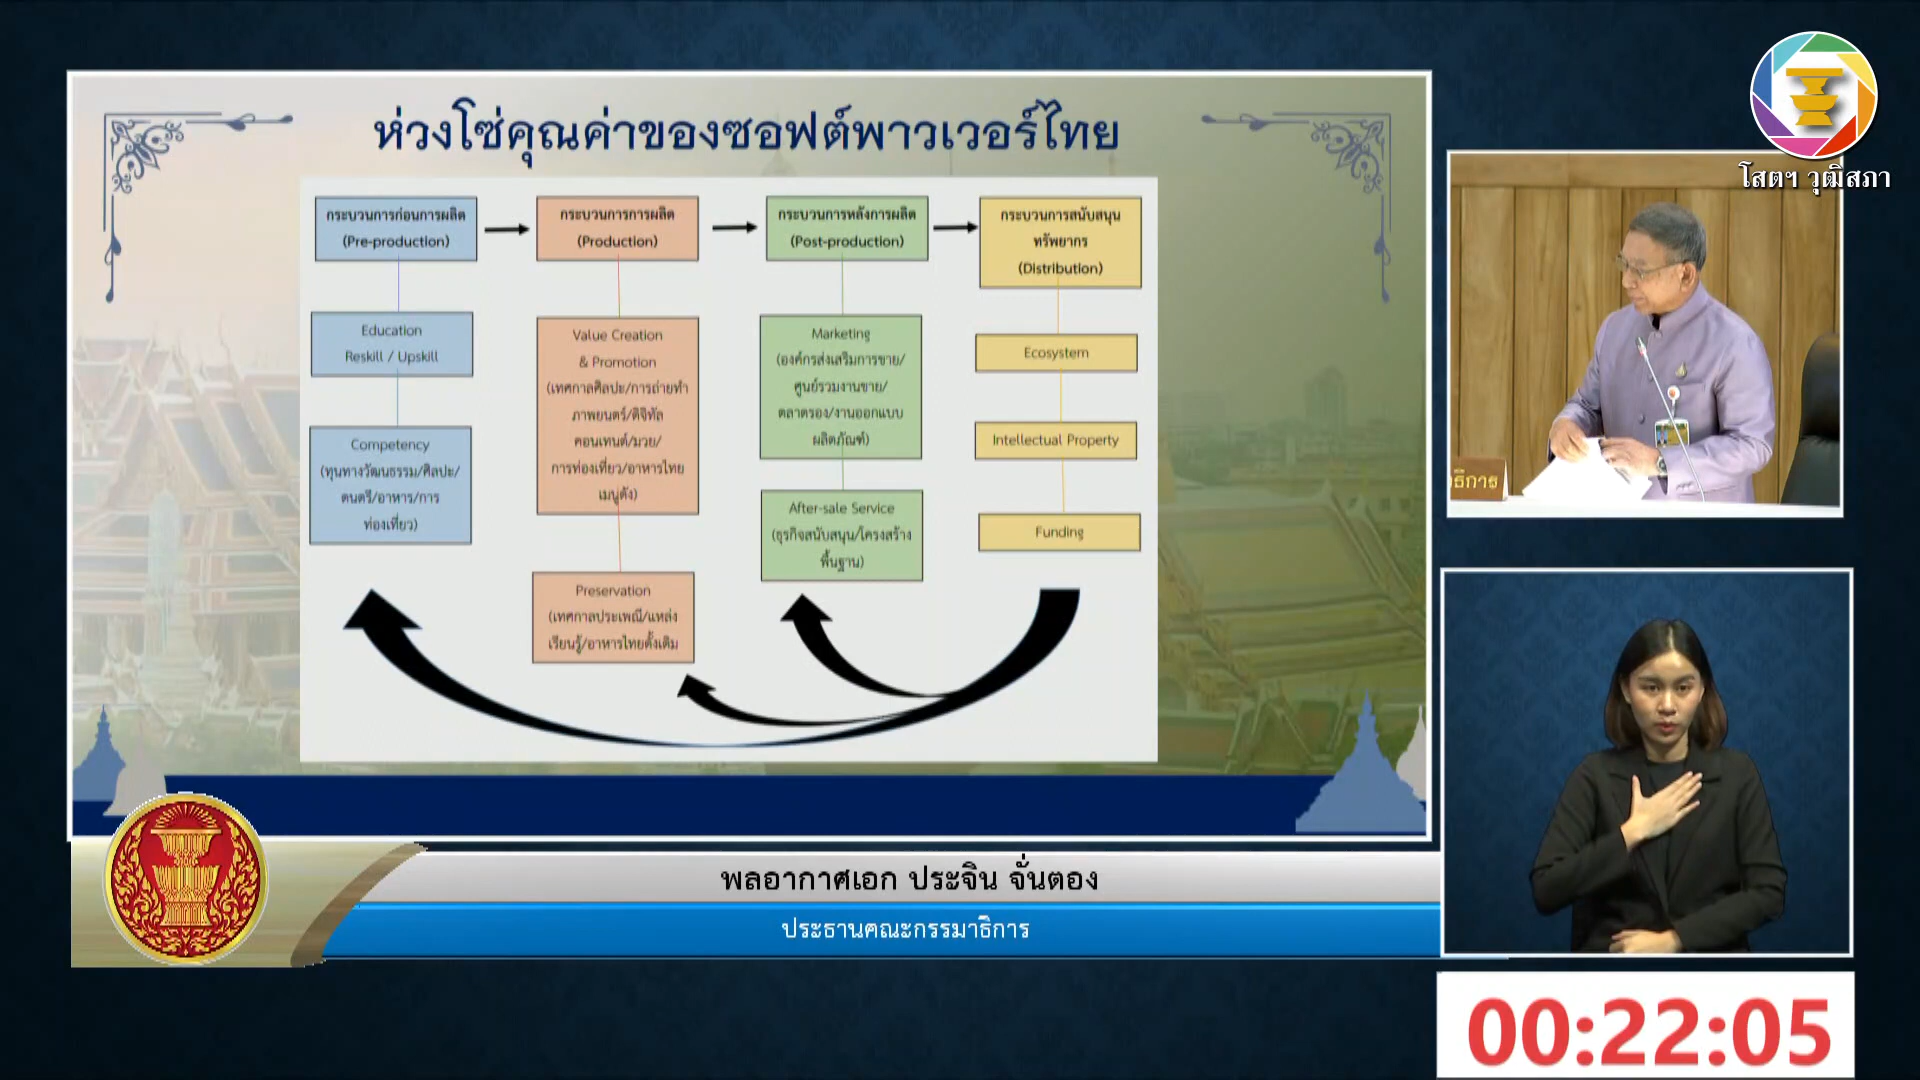 โสตฯ วุฒิสภา
ห่วงโซ่คุณค่าของซอฟต์พาวเวอร์ไทย
กระบวนการก่อนการผลิต
(Pre-production)
Education
Reskill / Upskill
Competency
(ทุนทางวัฒนธรรม/ศิลปะ/
ดนตรี/อาหาร/การ
ท่องเที่ยว)
กระบวนการการผลิต
(Production)
Value Creation
& Promotion
(เทศกาลศิลปะ/การถ่ายทำ
ภาพยนตร์/ดิจิทัล
คอนเทนต์/มวย/
การท่องเที่ยว/อาหารไทย
เมนูดัง)
Preservation
(เทศกาลประเพณี/แหล่ง
เรียนรู้/อาหารไทยดั้งเดิม
กระบวนการหลังการผลิต
(Post-production)
Marketing
(องค์กรส่งเสริมการขาย/
ศูนย์รวมงานขาย/
ตลาดรอง/งานออกแบบ
ผลิตภัณฑ์)
After-sale Service
(ธุรกิจสนับสนุน/โครงสร้าง
พื้นฐาน)
กระบวนการสนับสนุน
ทรัพยากร
(Distribution)
Ecosystem
Intellectual Property
Funding
พลอากาศเอก ประจิน จั่นตอง
ประธานคณะกรรมาธิการ
00:22:05